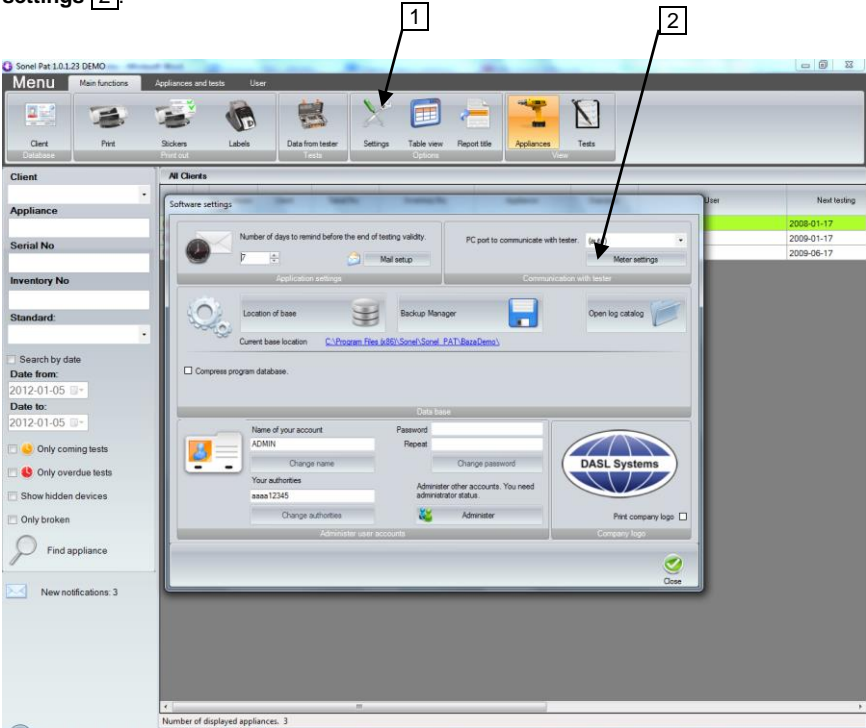 settings 2.
1
2
Sonel Pat 1.0.1.23 DEMO
Menu Main functions Appliances and tests User
Client Print Stickers Labels Data from tester Settings Table view Report title Appliances Tests
Database Print out Tests Options View
Client
Appliance
Serial No
Inventory No
Standard:
Search by date
Date from:
2012-01-05
Date to:
2012-01-05
Only coming tests
Only overdue tests
Show hidden devices
Only broken
Find appliance
New notifications: 3
All Clients
User Next testing
2008-01-17
2009-01-17
2009-06-17
Software settings
Number of days to remind before the end of testing validity.
7 Mail setup
Application settings
PC port to communicate with tester.
Meter settings
Communication with tester
Location of base Backup Manager Open log catalog
Current base location C:\Program Files (x86)\Sonel\Sonel_PAT\BazaDemo\
Compress program database.
Data base
Name of your account
ADMIN
Change name
Your authorities
aaaa12345
Change authorities
Password
Repeat
Change password
Administer other accounts. You need
administrator status.
Administer
Administer user accounts
DASL Systems
Print company logo
Company logo
Close
Number of displayed appliances. 3